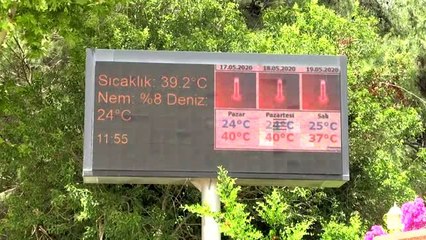 Sıcaklık: 39.2°C
Nem: %8 Deniz:
24°C
11:55
17.05.2020 18.05.2020 19.05.2020
Pazar Pazartesi Salı
24°C 24°C 25°C
40°C 40°C 37°C